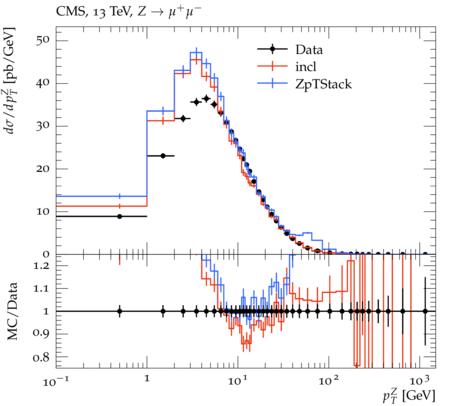 CMS, 13 TeV, Z → μ⁺μ⁻
dσ/dp_T^Z [pb/GeV]
50
40
30
20
10
0
Data
incl
ZpTStack
MC/Data
1.2
1.1
1
0.9
0.8
10⁻¹ 1 10¹ 10² 10³
p_T^Z [GeV]